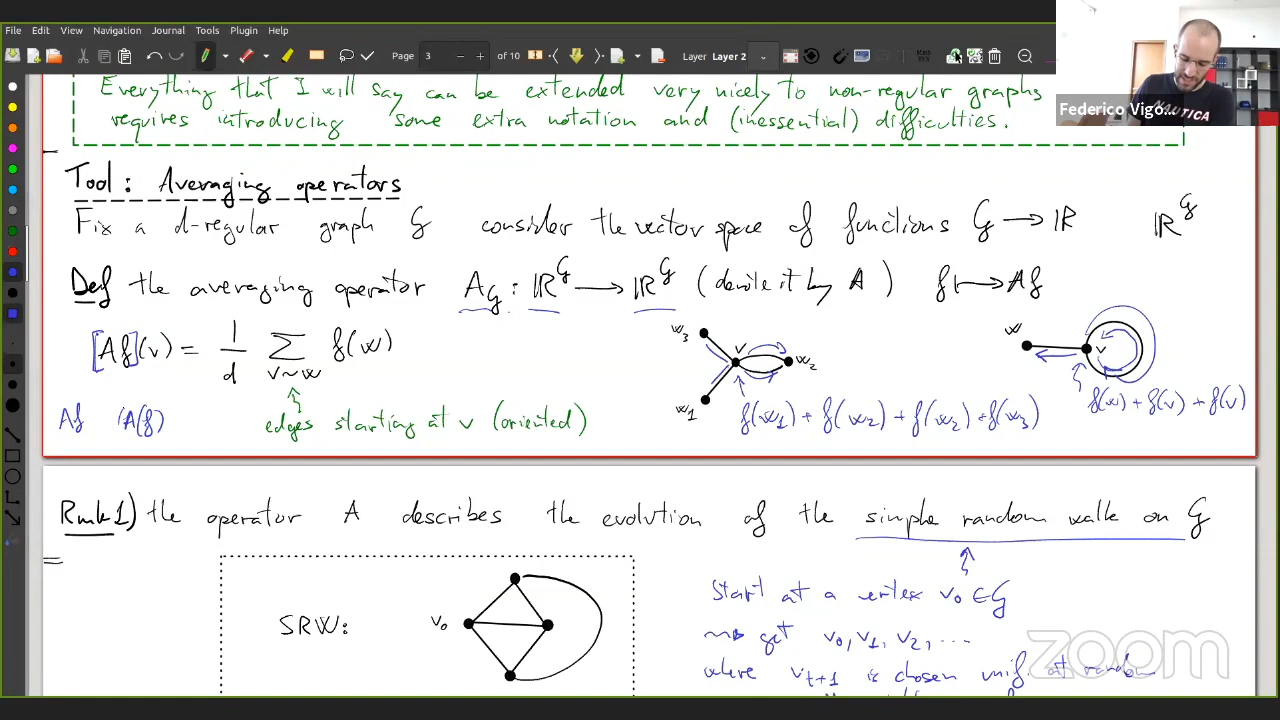 File Edit View Navigation Journal Tools Plugin Help
Page 3 of 10 Layer Layer 2
Federico Vigo...
NAUTICA
Everything that I will say can be extended very nicely to non-regular graphs
requires introducing some extra notation and (inessential) difficulties.
Tool: Averaging operators
Fix a d-regular graph G consider the vector space of functions G → ℝ ℝ^G
Def the averaging operator A_G : ℝ^G → ℝ^G (denote it by A) f ↦ Af
[Af](v) = 1/d Σ_{v~w} f(w)
w3 v w2 w1
w v
Af (A(f)
edges starting at v (oriented)
f(w1) + f(w2) + f(w2) + f(w3)
f(w) + f(v) + f(v)
Rmk 1) the operator A describes the evolution of the simple random walk on G
=
SRW: v0
Start at a vertex v0 ∈ G
get v0, v1, v2, ...
where v_{t+1} is chosen unif. at random
zoom